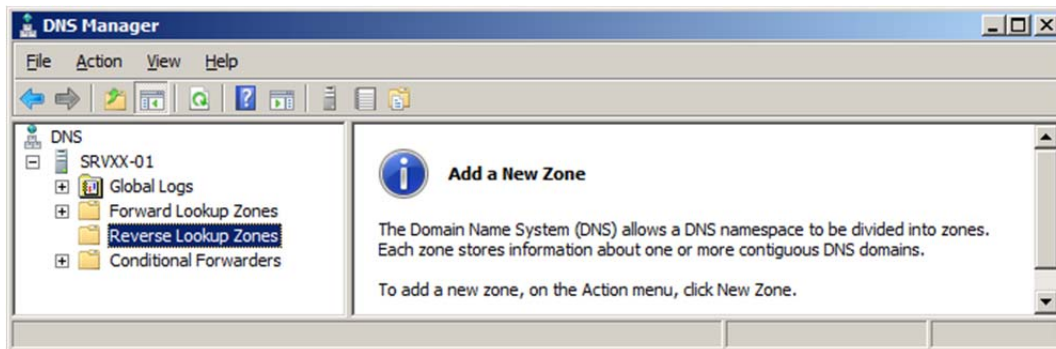 DNS Manager
File Action View Help
DNS
SRVXX-01
Global Logs
Forward Lookup Zones
Reverse Lookup Zones
Conditional Forwarders
Add a New Zone
The Domain Name System (DNS) allows a DNS namespace to be divided into zones.
Each zone stores information about one or more contiguous DNS domains.
To add a new zone, on the Action menu, click New Zone.